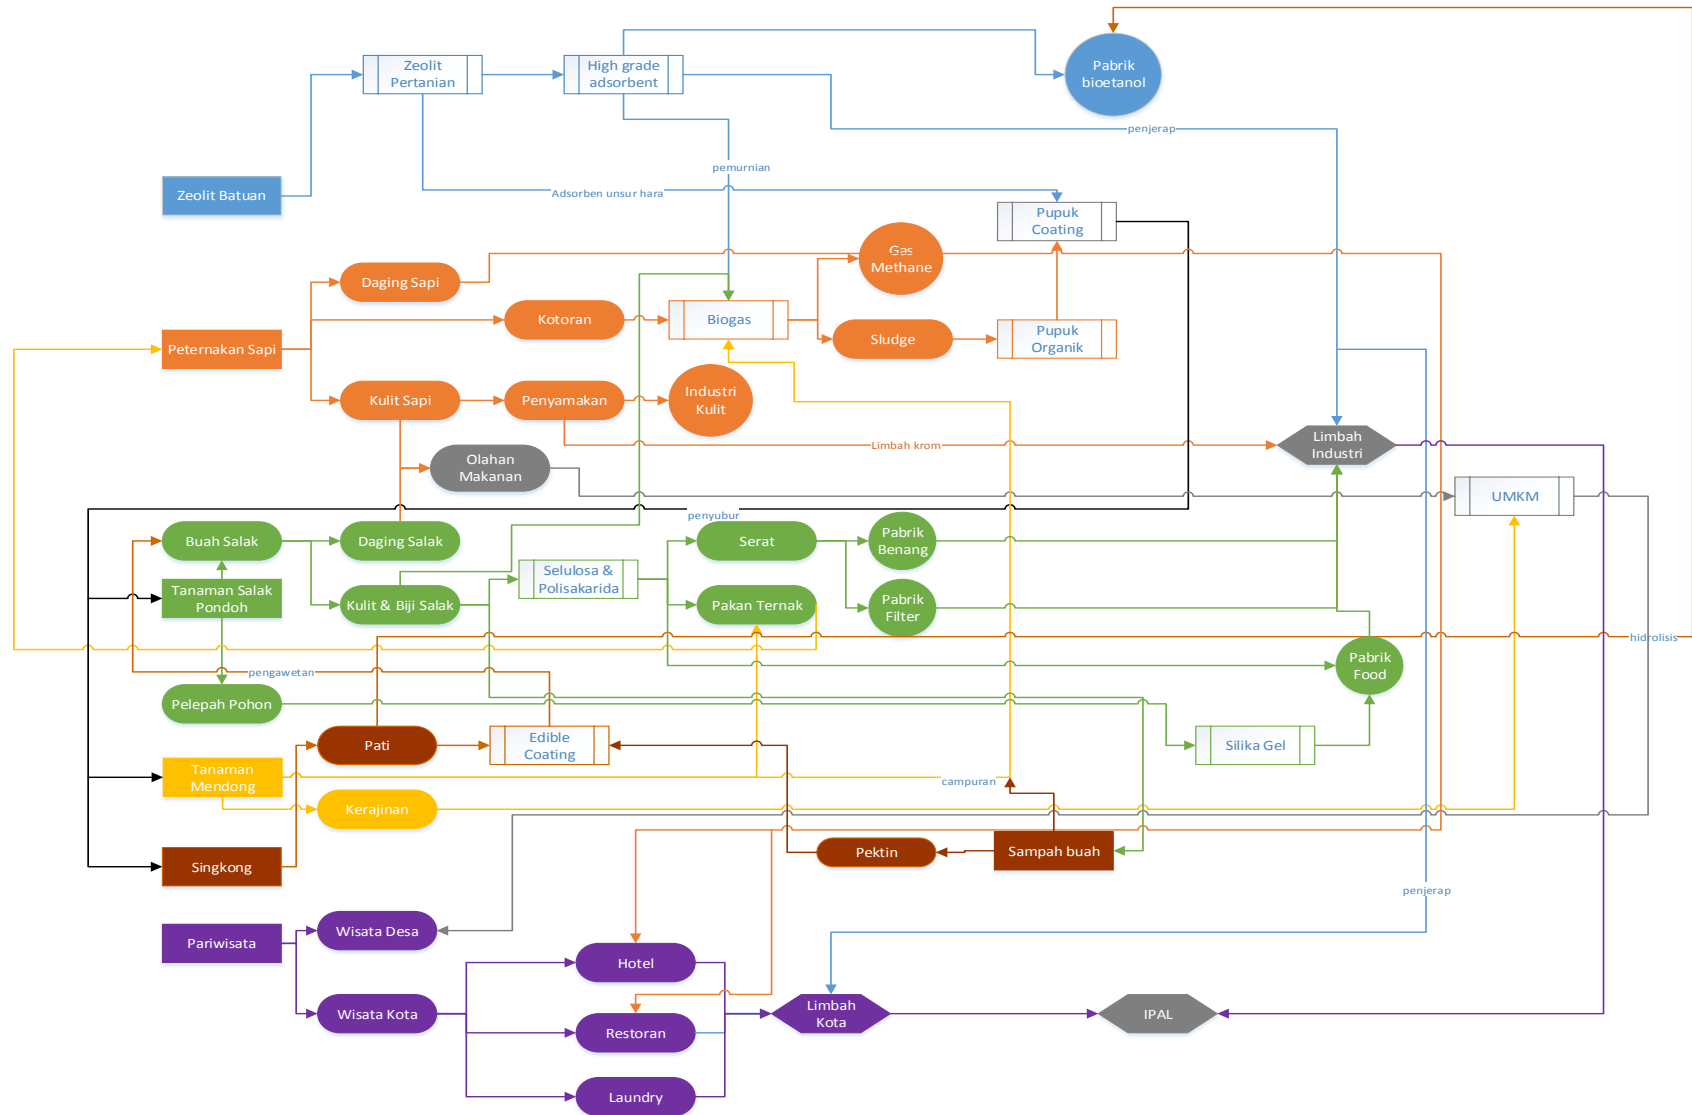 Zeolit
Pertanian
High grade
adsorbent
Pabrik
bioetanol
penjerap
pemurnian
Zeolit Batuan
Adsorben unsur hara
Pupuk
Coating
Gas
Methane
Daging Sapi
Kotoran
Biogas
Peternakan Sapi
Sludge
Pupuk
Organik
Kulit Sapi
Penyamakan
Industri
Kulit
Limbah krom
Limbah
Industri
Olahan
Makanan
UMKM
penyubur
Buah Salak
Daging Salak
Serat
Pabrik
Benang
Tanaman Salak
Pondoh
Selulosa &
Polisakarida
Kulit & Biji Salak
Pakan Ternak
Pabrik
Filter
hidrolisis
Pabrik
Food
pengawetan
Pelepah Pohon
Pati
Edible
Coating
Silika Gel
Tanaman
Mendong
campuran
Kerajinan
Singkong
Pektin
Sampah buah
penjerap
Pariwisata
Wisata Desa
Hotel
Wisata Kota
Restoran
Limbah
Kota
IPAL
Laundry